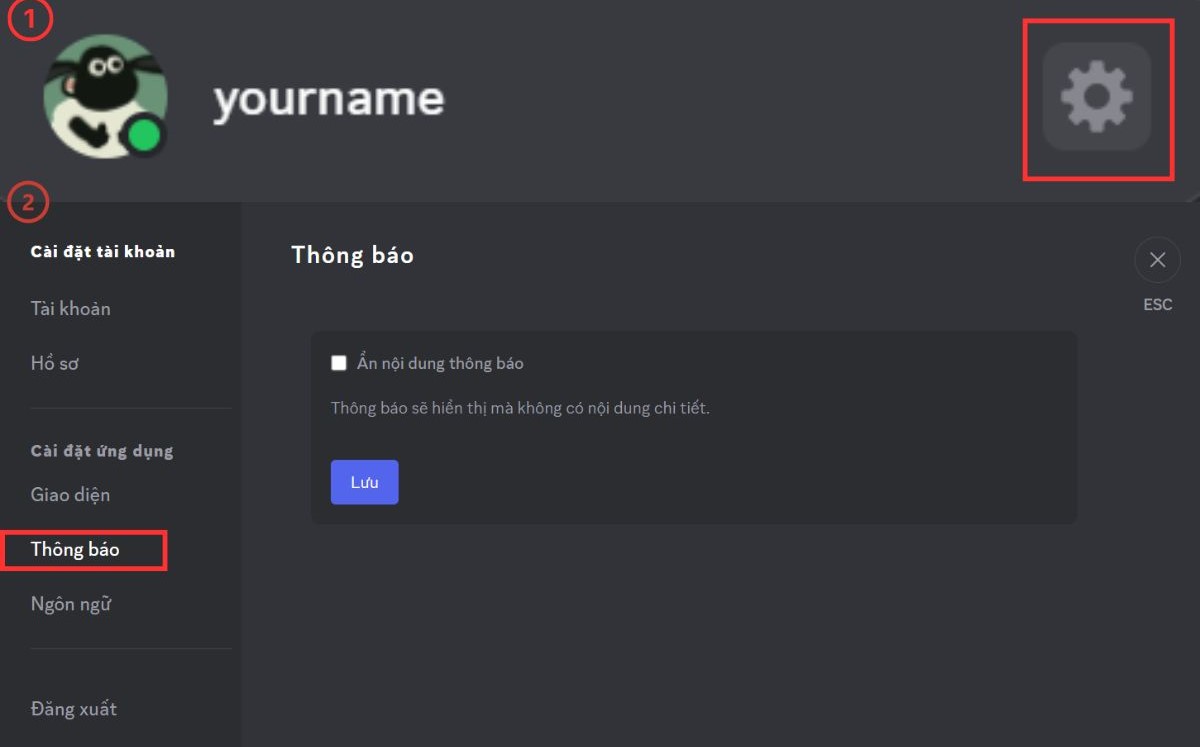 1
yourname
2
Cài đặt tài khoản
Tài khoản
Hồ sơ
Cài đặt ứng dụng
Giao diện
Thông báo
Ngôn ngữ
Đăng xuất
Thông báo
ESC
Ẩn nội dung thông báo
Thông báo sẽ hiển thị mà không có nội dung chi tiết.
Lưu